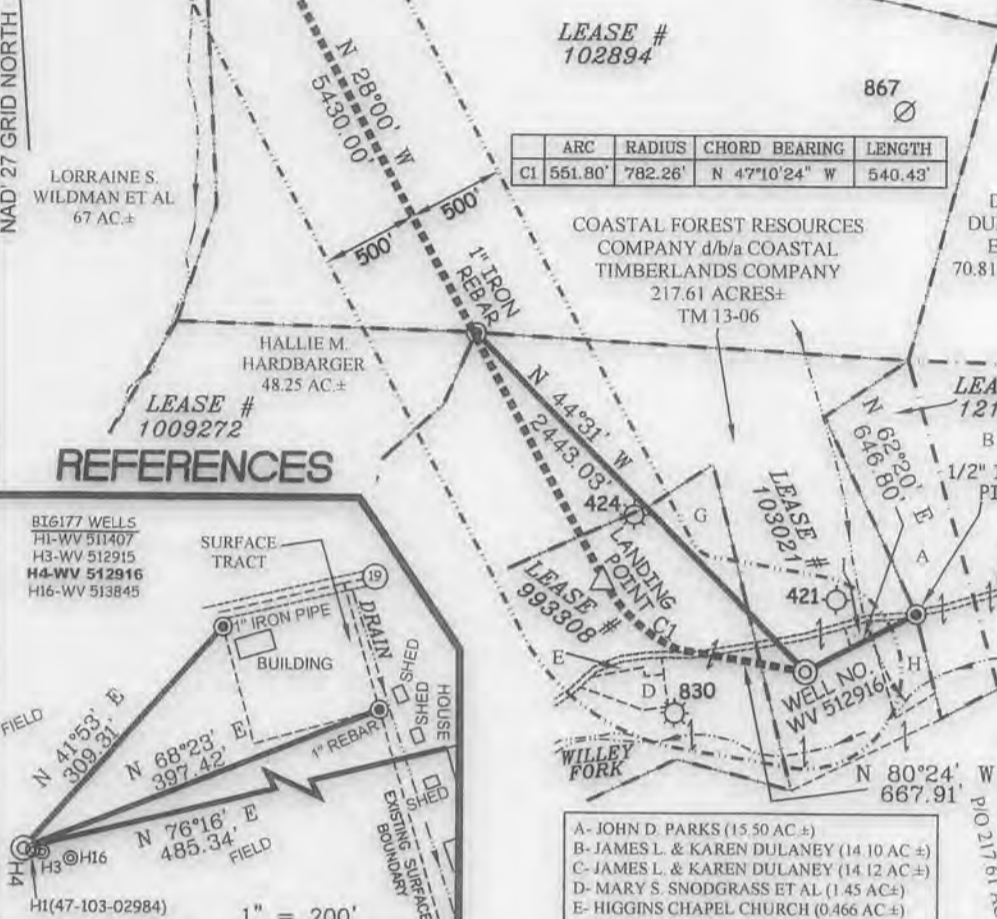 NAD' 27 GRID NORTH
LEASE #
102894
867
N 28°00' W
5430.00'
ARC RADIUS CHORD BEARING LENGTH
C1 551.80' 782.26' N 47°10'24" W 540.43'
LORRAINE S.
WILDMAN ET AL
67 AC.±
500'
500'
1" IRON
REBAR
COASTAL FOREST RESOURCES
COMPANY d/b/a COASTAL
TIMBERLANDS COMPANY
217.61 ACRES±
TM 13-06
70.81
HALLIE M.
HARDBARGER
48.25 AC.±
LEASE #
1009272
N 44°31' W
2443.03'
N 62°20' E
646.80'
B
1/2"
424
G
LEASE #
103021
A
LANDING
POINT
LEASE #
993308
C1
421
E
D
830
H
WELL NO.
WV 512916
WILLEY
FORK
N 80°24' W
667.91'
P/O 217.61
REFERENCES
BIG177 WELLS
H1-WV 511407
H3-WV 512915
H4-WV 512916
H16-WV 513845
SURFACE
TRACT
19
1" IRON PIPE
BUILDING
DRAIN
SHED
SHED
HOUSE
SHED
FIELD
N 41°53' E
309.31'
N 68°23' E
397.42'
1" REBAR
N 76°16' E
485.34'
FIELD
EXISTING SURFACE
BOUNDARY
H4
H3
H16
H1(47-103-02984)
1" = 200'
A- JOHN D. PARKS (15.50 AC.±)
B- JAMES L. & KAREN DULANEY (14.10 AC.±)
C- JAMES L. & KAREN DULANEY (14.12 AC.±)
D- MARY S. SNODGRASS ET AL (1.45 AC±)
E- HIGGINS CHAPEL CHURCH (0.466 AC.±)